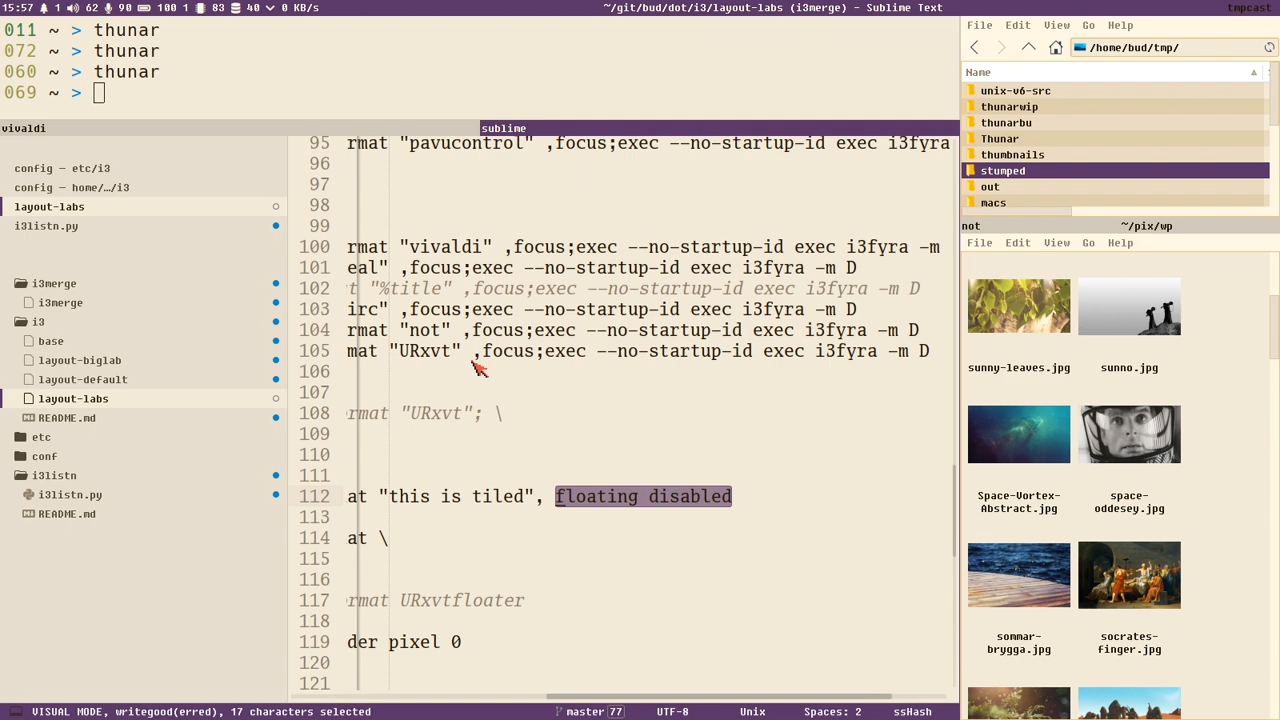 15:57 1 62 90 100 1 83 40 0 KB/s ~/git/bud/dot/i3/layout-labs (i3merge) - Sublime Text tmpcast
011 ~ > thunar
072 ~ > thunar
060 ~ > thunar
069 ~ >
vivaldi sublime
config — etc/i3
config — home/…/i3
layout-labs
i3listn.py
i3merge
i3merge
i3
base
layout-biglab
layout-default
layout-labs
README.md
etc
conf
i3listn
i3listn.py
README.md
95 rmat "pavucontrol" ,focus;exec --no-startup-id exec i3fyra
96
97
98
99
100 rmat "vivaldi" ,focus;exec --no-startup-id exec i3fyra -m
101 eal" ,focus;exec --no-startup-id exec i3fyra -m D
102 t "%title" ,focus;exec --no-startup-id exec i3fyra -m D
103 irc" ,focus;exec --no-startup-id exec i3fyra -m D
104 rmat "not" ,focus;exec --no-startup-id exec i3fyra -m D
105 mat "URxvt" ,focus;exec --no-startup-id exec i3fyra -m D
106
107
108 ormat "URxvt"; \
109
110
111
112 at "this is tiled", floating disabled
113
114 at \
115
116
117 ormat URxvtfloater
118
119 der pixel 0
120
121
VISUAL MODE, writegood(erred), 17 characters selected master 77 UTF-8 Unix Spaces: 2 ssHash
File Edit View Go Help
/home/bud/tmp/
Name
unix-v6-src
thunarwip
thunarbu
Thunar
thumbnails
stumped
out
macs
not ~/pix/wp
File Edit View Go Help
sunny-leaves.jpg sunno.jpg
Space-Vortex-Abstract.jpg space-oddesey.jpg
sommar-brygga.jpg socrates-finger.jpg